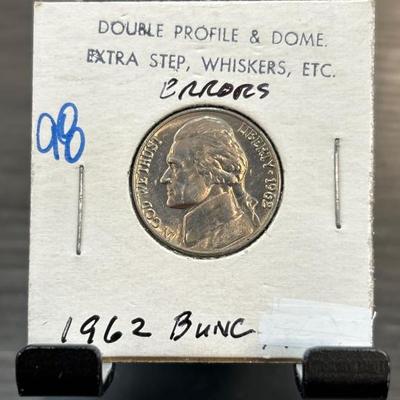 DOUBLE PROFILE & DOME.
EXTRA STEP, WHISKERS, ETC.
ERRORS
98
IN GOD WE TRUST
LIBERTY * 1962
1962 BUNC